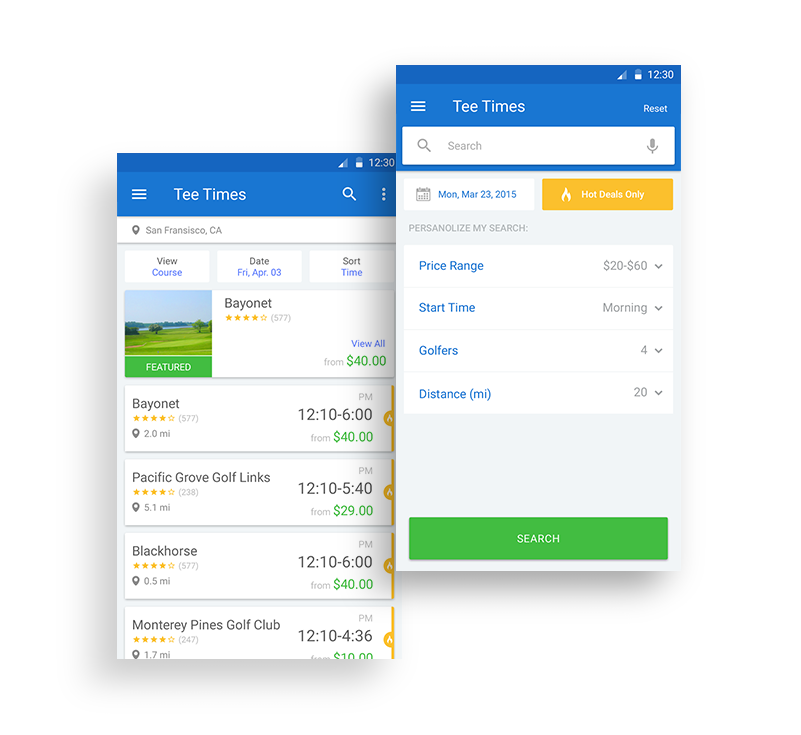 12:30
Tee Times
San Fransisco, CA
View
Course
Date
Fri, Apr. 03
Sort
Time
Bayonet
(577)
View All
from $40.00
FEATURED
Bayonet
(577)
2.0 mi
PM
12:10-6:00
from $40.00
Pacific Grove Golf Links
(238)
5.1 mi
PM
12:10-5:40
from $29.00
Blackhorse
(577)
0.5 mi
PM
12:10-6:00
from $40.00
Monterey Pines Golf Club
(247)
1.7 mi
PM
12:10-4:36
from $10.00
12:30
Tee Times
Reset
Search
Mon, Mar 23, 2015
Hot Deals Only
PERSANOLIZE MY SEARCH:
Price Range $20-$60
Start Time Morning
Golfers 4
Distance (mi) 20
SEARCH